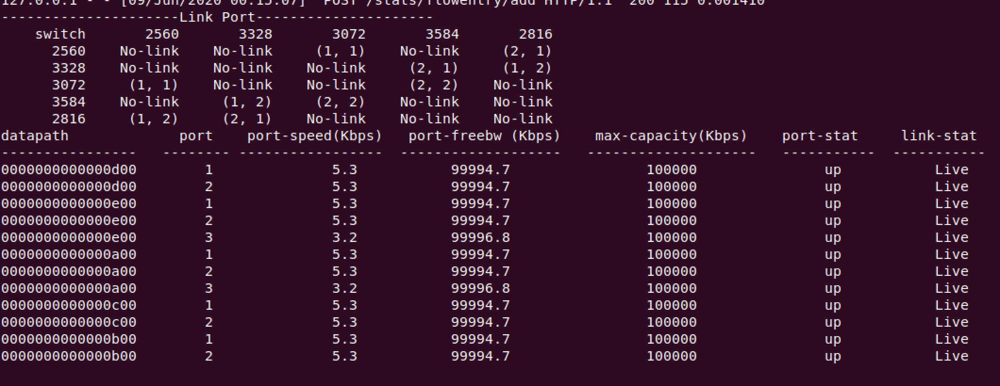 127.0.0.1 - - [09/Jun/2020 00:15:07] "POST /stats/flowentry/add HTTP/1.1" 200 115 0.001410
---------------------Link Port---------------------
switch 2560 3328 3072 3584 2816
2560 No-link No-link (1, 1) No-link (2, 1)
3328 No-link No-link No-link (2, 1) (1, 2)
3072 (1, 1) No-link No-link (2, 2) No-link
3584 No-link (1, 2) (2, 2) No-link No-link
2816 (1, 2) (2, 1) No-link No-link No-link
datapath port port-speed(Kbps) port-freebw (Kbps) max-capacity(Kbps) port-stat link-stat
---------------- -------- ----------------- ------------------- -------------------- ----------- -----------
0000000000000d00 1 5.3 99994.7 100000 up Live
0000000000000d00 2 5.3 99994.7 100000 up Live
0000000000000e00 1 5.3 99994.7 100000 up Live
0000000000000e00 2 5.3 99994.7 100000 up Live
0000000000000e00 3 3.2 99996.8 100000 up Live
0000000000000a00 1 5.3 99994.7 100000 up Live
0000000000000a00 2 5.3 99994.7 100000 up Live
0000000000000a00 3 3.2 99996.8 100000 up Live
0000000000000c00 1 5.3 99994.7 100000 up Live
0000000000000c00 2 5.3 99994.7 100000 up Live
0000000000000b00 1 5.3 99994.7 100000 up Live
0000000000000b00 2 5.3 99994.7 100000 up Live